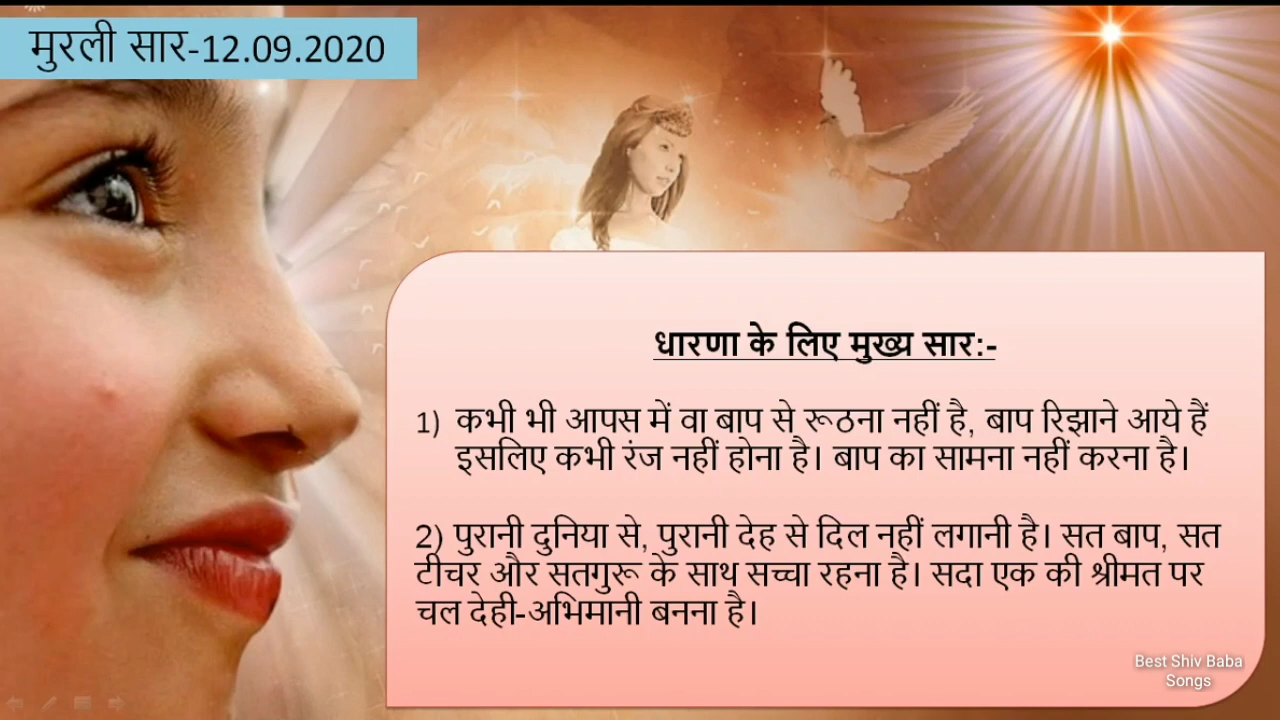 मुरली सार-12.09.2020
धारणा के लिए मुख्य सार:-
1) कभी भी आपस में वा बाप से रूठना नहीं है, बाप रिझाने आये हैं
इसलिए कभी रंज नहीं होना है। बाप का सामना नहीं करना है।
2) पुरानी दुनिया से, पुरानी देह से दिल नहीं लगानी है। सत बाप, सत
टीचर और सतगुरू के साथ सच्चा रहना है। सदा एक की श्रीमत पर
चल देही-अभिमानी बनना है।
Best Shiv Baba
Songs